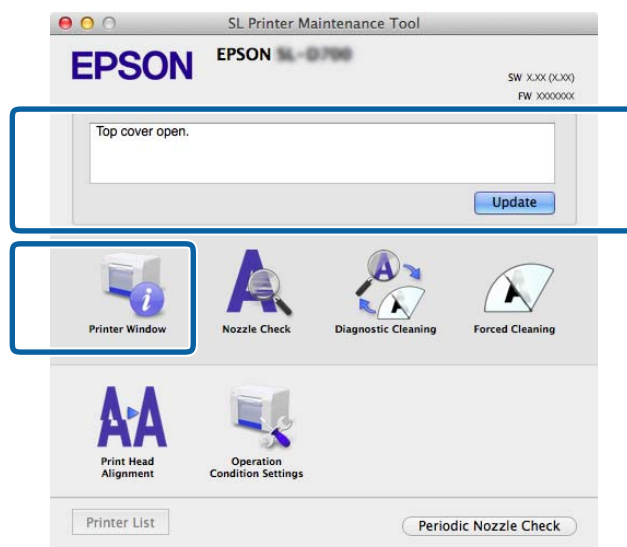 SL Printer Maintenance Tool
EPSON
EPSON
SW X.XX (X.XX)
FW XXXXXXX
Top cover open.
Update
Printer Window
Nozzle Check
Diagnostic Cleaning
Forced Cleaning
Print Head
Alignment
Operation
Condition Settings
Printer List
Periodic Nozzle Check